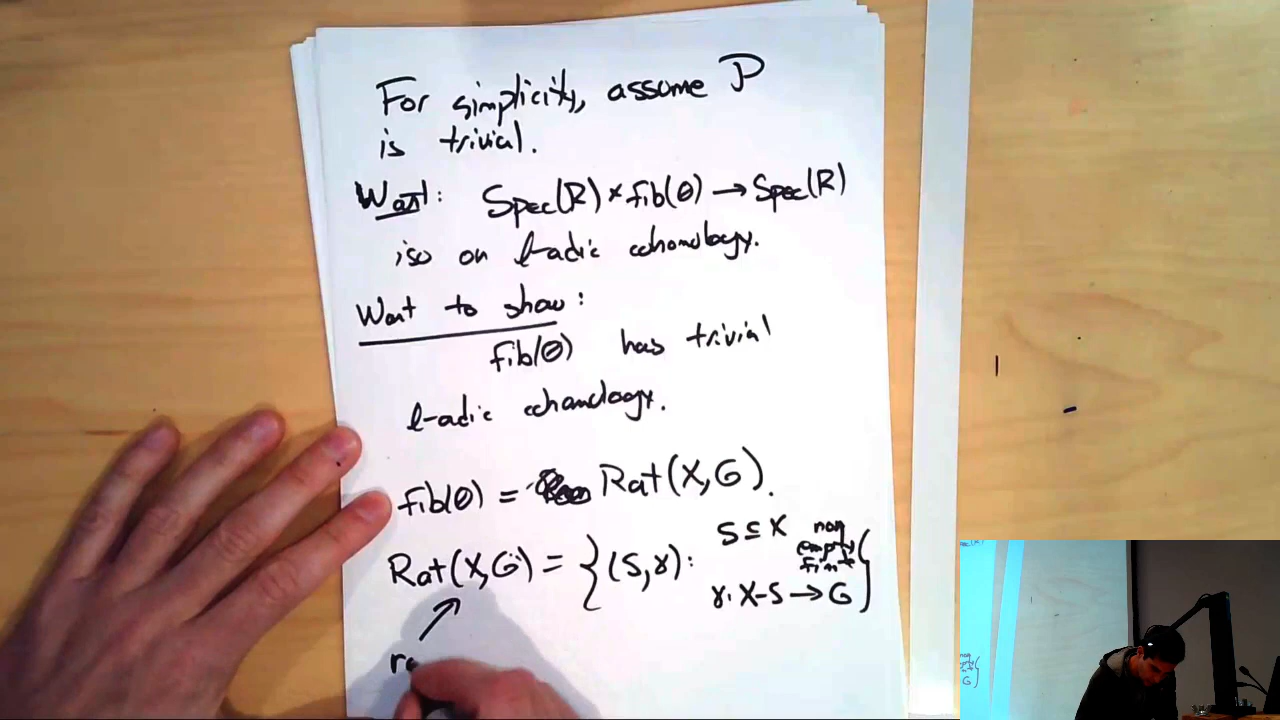 For simplicity, assume P
is trivial.
Want: Spec(R) × fib(θ) → Spec(R)
iso on ℓ-adic cohomology.
Want to show:
fib(θ) has trivial
ℓ-adic cohomology.
fib(θ) = Rat(X,G).
Rat(X,G) = { (S,γ): S ⊆ X non empty finite
γ: X-S → G }